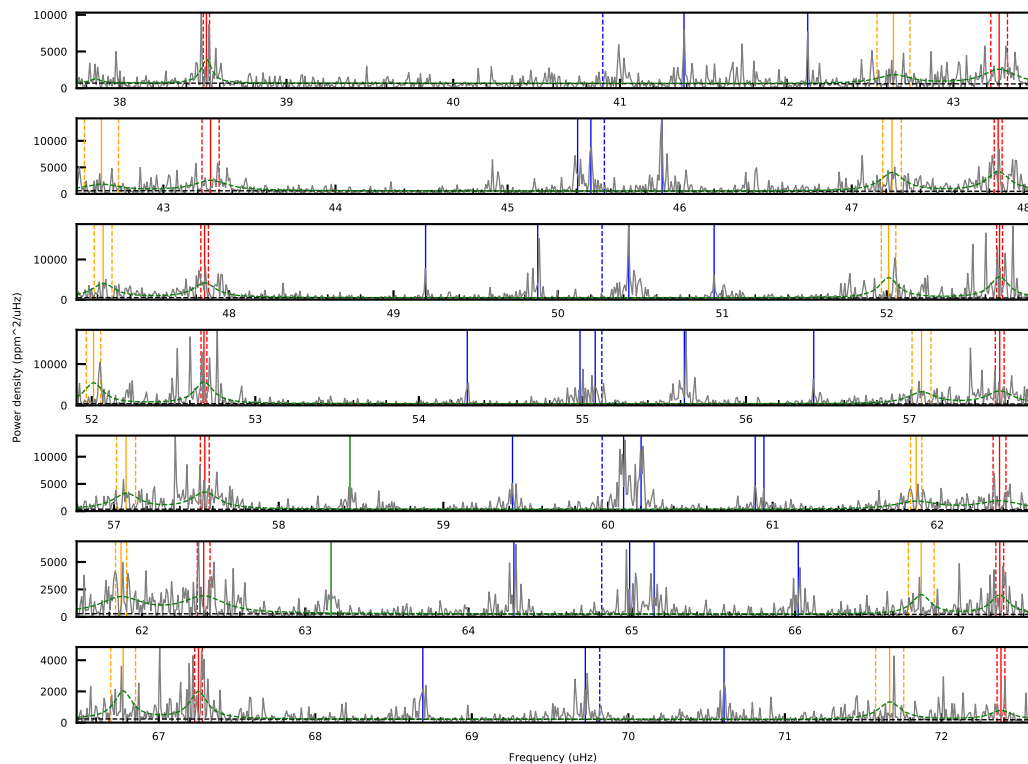 10000
5000
0
38 39 40 41 42 43
10000
5000
0
43 44 45 46 47 48
10000
0
48 49 50 51 52
Power density (ppm^2/uHz)
10000
0
52 53 54 55 56 57
10000
5000
0
57 58 59 60 61 62
5000
2500
0
62 63 64 65 66 67
4000
2000
0
67 68 69 70 71 72
Frequency (uHz)